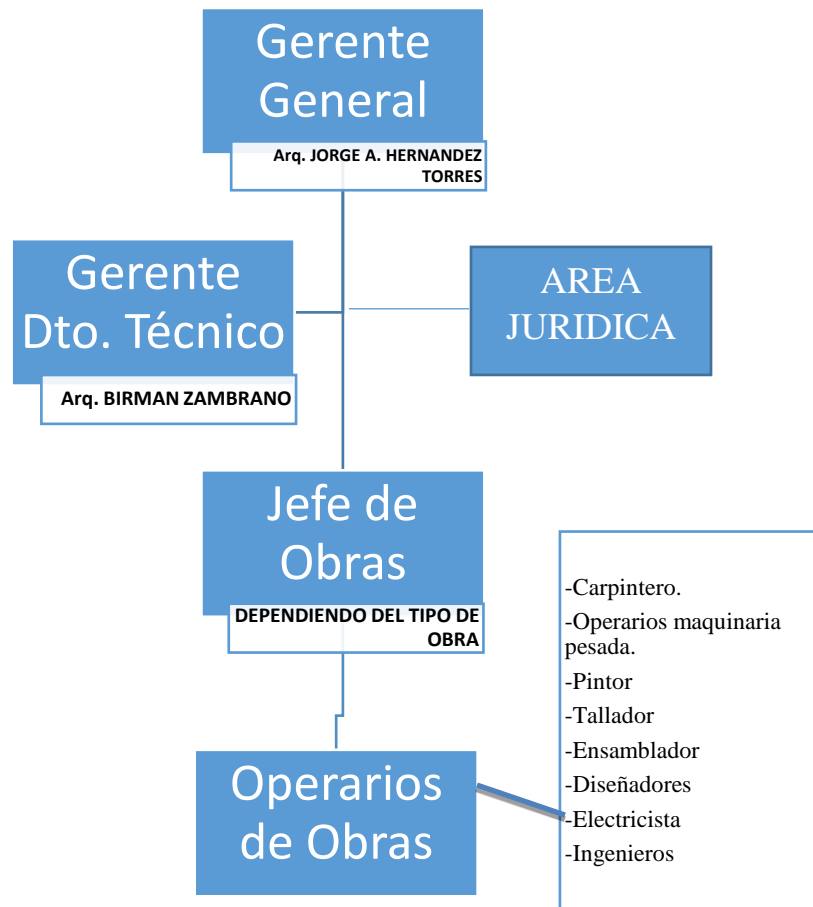 Gerente
General
Arq. JORGE A. HERNANDEZ
TORRES
Gerente
Dto. Técnico
Arq. BIRMAN ZAMBRANO
AREA
JURIDICA
Jefe de
Obras
DEPENDIENDO DEL TIPO DE
OBRA
Operarios
de Obras
-Carpintero.
-Operarios maquinaria
pesada.
-Pintor
-Tallador
-Ensamblador
-Diseñadores
-Electricista
-Ingenieros